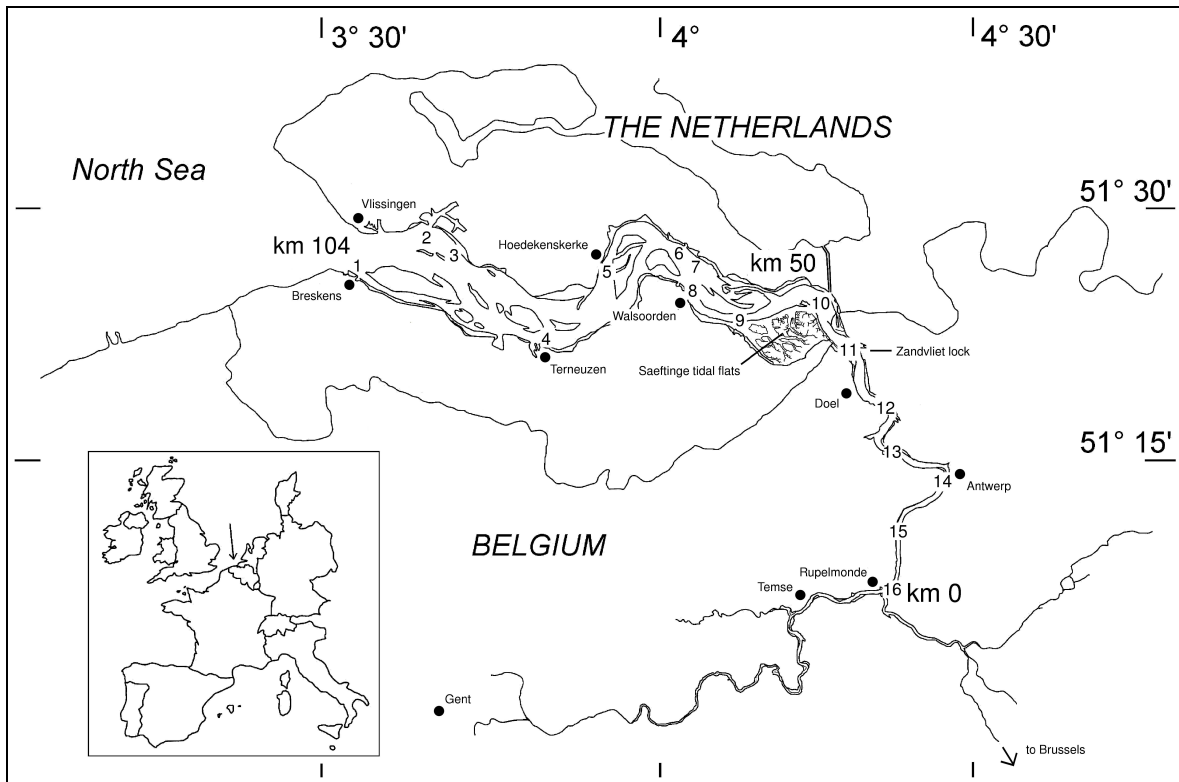 3° 30'
4°
4° 30'
THE NETHERLANDS
North Sea
51° 30'
Vlissingen
2
km 104
3
Hoedekenskerke
6
km 50
1
5
7
Breskens
8
10
Walsoorden
9
4
11
Zandvliet lock
Terneuzen
Saeftinge tidal flats
Doel
12
51° 15'
13
14
Antwerp
15
BELGIUM
Rupelmonde
Temse
16
km 0
Gent
to Brussels